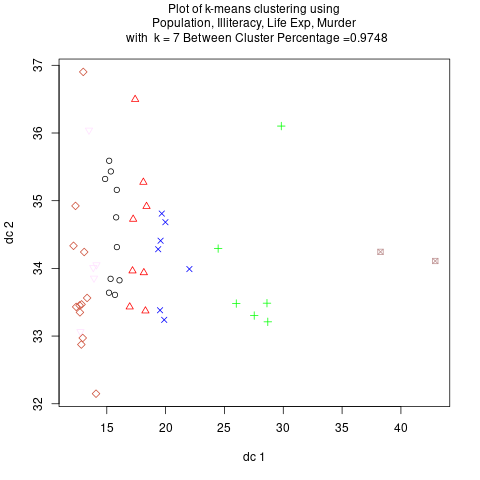 Plot of k-means clustering using
Population, Illiteracy, Life Exp, Murder
with k = 7 Between Cluster Percentage =0.9748
37
36
35
34
33
32
dc 2
15 20 25 30 35 40
dc 1